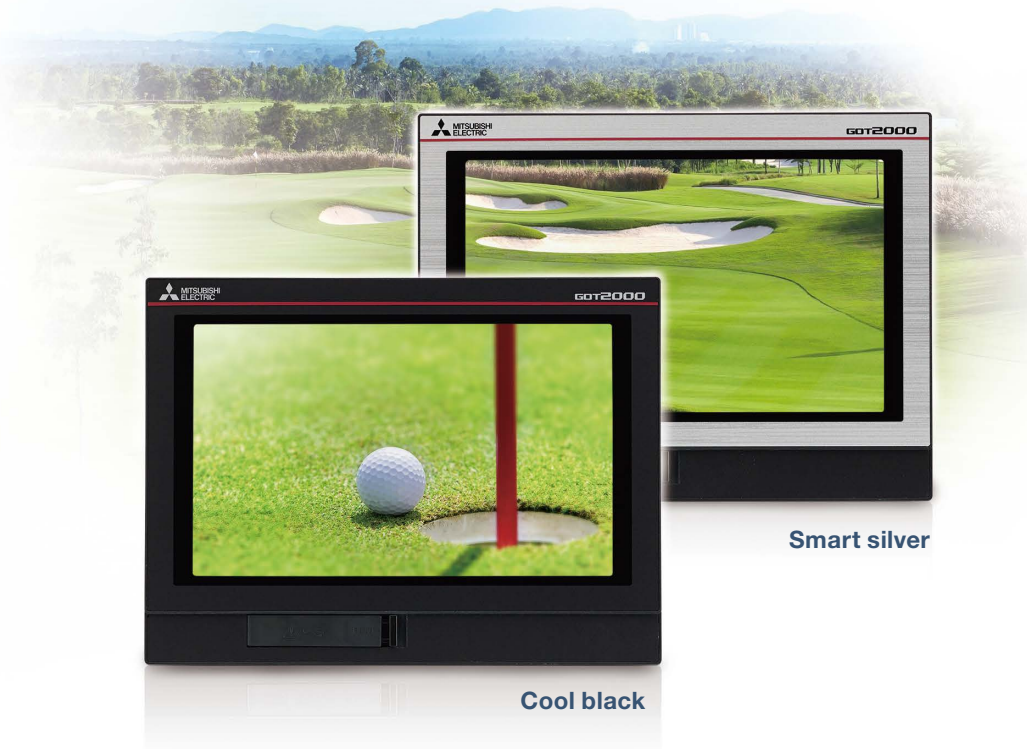 MITSUBISHI
ELECTRIC
GOT2000
MITSUBISHI
ELECTRIC
GOT2000
Smart silver
Cool black